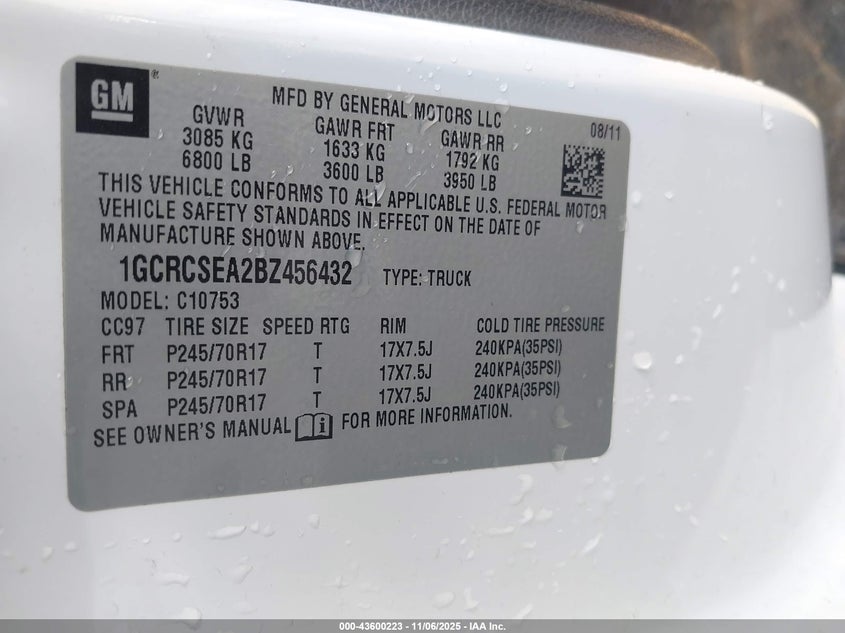 GM ®
MFD BY GENERAL MOTORS LLC 08/11
GVWR GAWR FRT GAWR RR
3085 KG 1633 KG 1792 KG
6800 LB 3600 LB 3950 LB
THIS VEHICLE CONFORMS TO ALL APPLICABLE U.S. FEDERAL MOTOR
VEHICLE SAFETY STANDARDS IN EFFECT ON THE DATE OF
MANUFACTURE SHOWN ABOVE.
1GCRCSEA2BZ456432 TYPE: TRUCK
MODEL: C10753
CC97 TIRE SIZE SPEED RTG RIM COLD TIRE PRESSURE
FRT P245/70R17 T 17X7.5J 240KPA(35PSI)
RR P245/70R17 T 17X7.5J 240KPA(35PSI)
SPA P245/70R17 T 17X7.5J 240KPA(35PSI)
SEE OWNER'S MANUAL i FOR MORE INFORMATION.
000-43600223 - 11/06/2025 - IAA Inc.